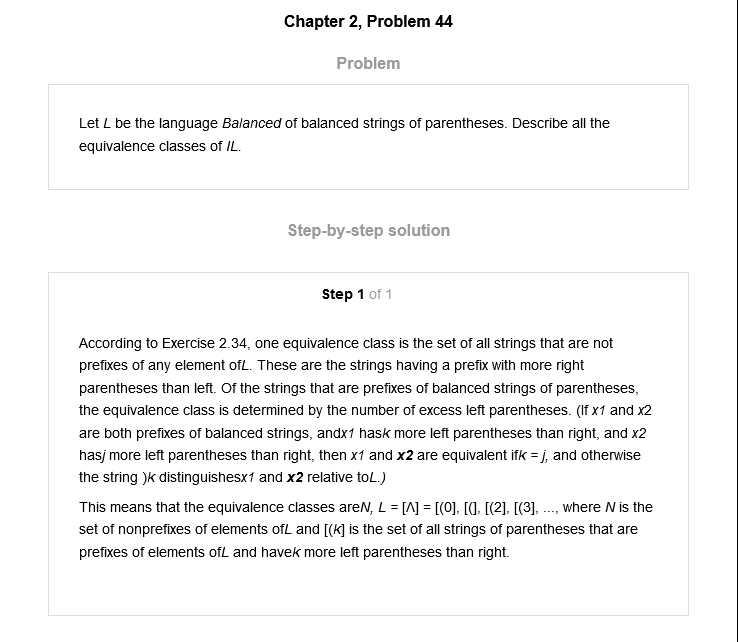 Chapter 2, Problem 44
Problem
Let L be the language Balanced of balanced strings of parentheses. Describe all the
equivalence classes of IL.
Step-by-step solution
Step 1 of 1
According to Exercise 2.34, one equivalence class is the set of all strings that are not
prefixes of any element ofL. These are the strings having a prefix with more right
parentheses than left. Of the strings that are prefixes of balanced strings of parentheses,
the equivalence class is determined by the number of excess left parentheses. (If x1 and x2
are both prefixes of balanced strings, andx1 hask more left parentheses than right, and x2
hasj more left parentheses than right, then x1 and x2 are equivalent ifk = j, and otherwise
the string )k distinguishesx1 and x2 relative toL.)
This means that the equivalence classes areN, L = [Λ] = [(0], [(], [(2], [(3], ..., where N is the
set of nonprefixes of elements ofL and [(k] is the set of all strings of parentheses that are
prefixes of elements ofL and havek more left parentheses than right.